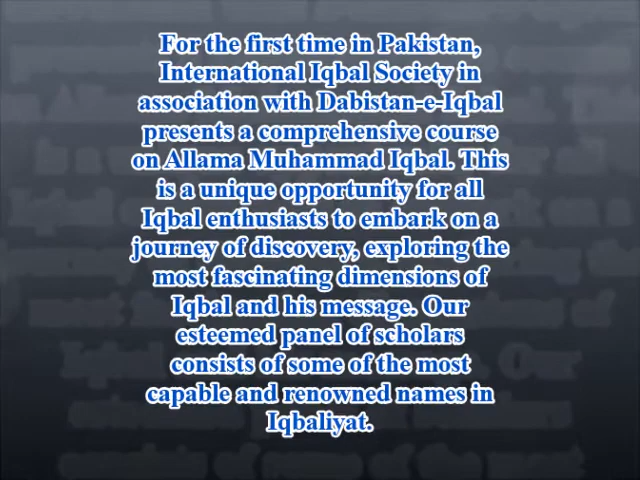 For the first time in Pakistan,
International Iqbal Society in
association with Dabistan-e-Iqbal
presents a comprehensive course
on Allama Muhammad Iqbal. This
is a unique opportunity for all
Iqbal enthusiasts to embark on a
journey of discovery, exploring the
most fascinating dimensions of
Iqbal and his message. Our
esteemed panel of scholars
consists of some of the most
capable and renowned names in
Iqbaliyat.